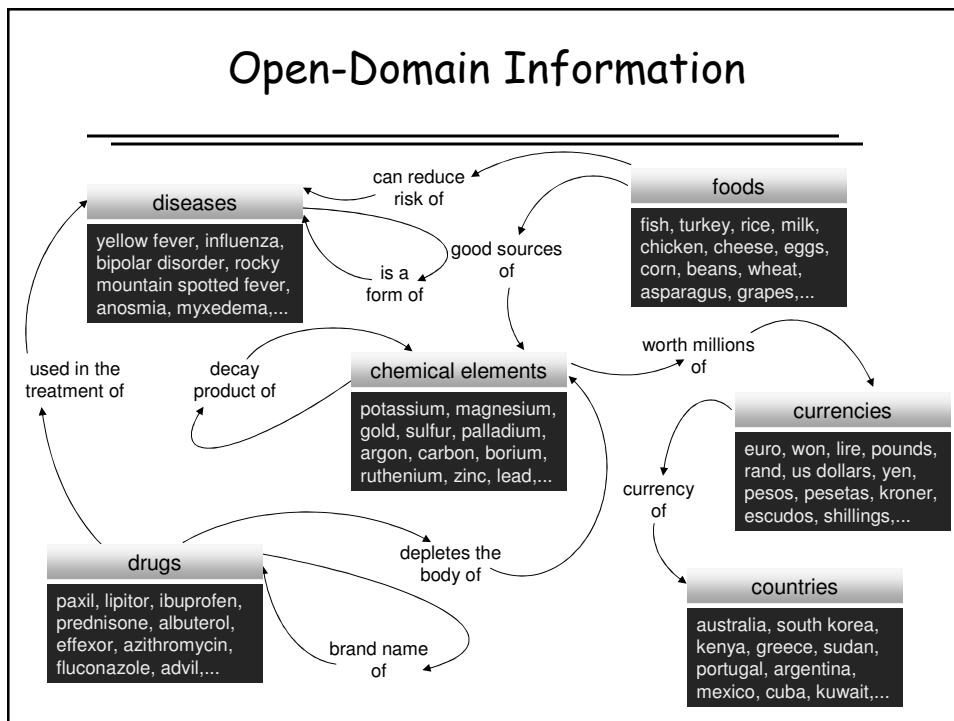 Open-Domain Information
can reduce
risk of
foods
diseases
fish, turkey, rice, milk,
chicken, cheese, eggs,
corn, beans, wheat,
asparagus, grapes,...
yellow fever, influenza,
bipolar disorder, rocky
mountain spotted fever,
anosmia, myxedema,...
good sources
of
is a
form of
worth millions
of
used in the
treatment of
decay
product of
chemical elements
potassium, magnesium,
gold, sulfur, palladium,
argon, carbon, borium,
ruthenium, zinc, lead,...
currencies
euro, won, lire, pounds,
rand, us dollars, yen,
pesos, pesetas, kroner,
escudos, shillings,...
currency
of
drugs
paxil, lipitor, ibuprofen,
prednisone, albuterol,
effexor, azithromycin,
fluconazole, advil,...
depletes the
body of
brand name
of
countries
australia, south korea,
kenya, greece, sudan,
portugal, argentina,
mexico, cuba, kuwait,...